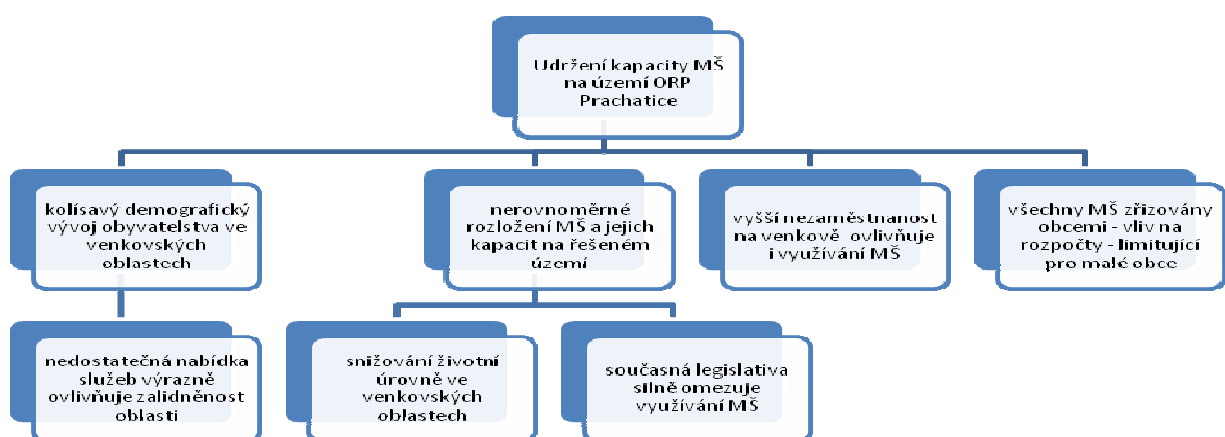 Udržení kapacity MŠ
na území ORP
Prachatice
kolísavý demografický
vývoj obyvatelstva ve
venkovských
oblastech
nerovnoměrné
rozložení MŠ a jejich
kapacit na řešeném
území
vyšší nezaměstnanost
na venkově ovlivňuje
i využívání MŠ
všechny MŠ zřizovány
obcemi - vliv na
rozpočty - limitující
pro malé obce
nedostatečná nabídka
služeb výrazně
ovlivňuje zalidněnost
oblasti
snižování životní
úrovně ve
venkovských
oblastech
současná legislativa
silně omezuje
využívání MŠ